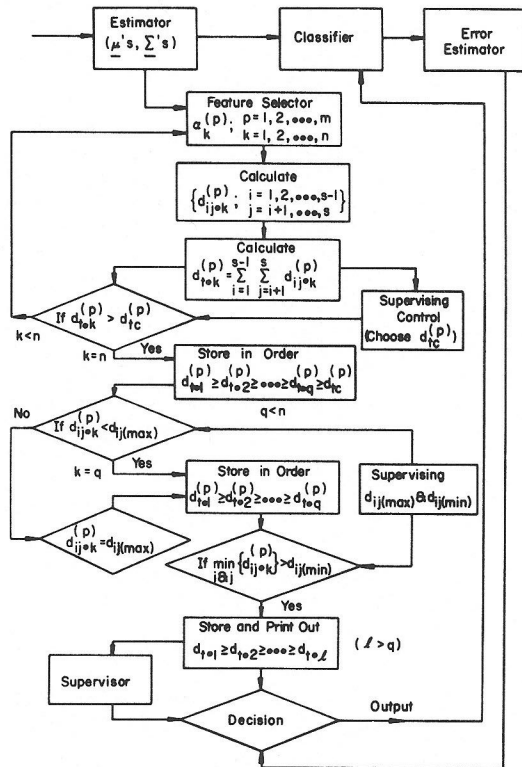 Estimator
(μ's, Σ's)
Classifier
Error
Estimator
Feature Selector
α_k^(p); p = 1, 2, •••, m
k = 1, 2, •••, n
Calculate
{d_ij•k^(p); i = 1, 2, •••, s-1
j = i+1, •••, s}
Calculate
d_t•k^(p) = Σ_{i=1}^{s-1} Σ_{j=i+1}^{s} d_ij•k^(p)
Supervising
Control
(Choose d_tc^(p))
If d_t•k^(p) > d_tc^(p)
k<n
k=n
Yes
Store in Order
d_t•1^(p) ≥ d_t•2^(p) ≥ ••• ≥ d_t•q^(p) ≥ d_tc^(p)
q<n
No
If d_ij•k^(p) < d_ij(max)
k = q
Yes
Store in Order
d_t•1^(p) ≥ d_t•2^(p) ≥ ••• ≥ d_t•q^(p)
Supervising
d_ij(max) & d_ij(min)
d_ij•k^(p) = d_ij(max)
If min_{i&j} {d_ij•k^(p)} > d_ij(min)
Yes
Store and Print Out
d_t•1 ≥ d_t•2 ≥ ••• ≥ d_t•ℓ
(ℓ > q)
Supervisor
Decision
Output